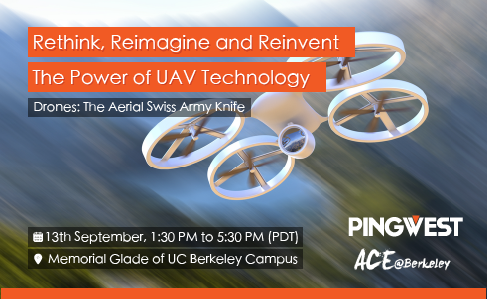 Rethink, Reimagine and Reinvent
The Power of UAV Technology
Drones: The Aerial Swiss Army Knife
13th September, 1:30 PM to 5:30 PM (PDT)
Memorial Glade of UC Berkeley Campus
PINGWEST
ACE@Berkeley